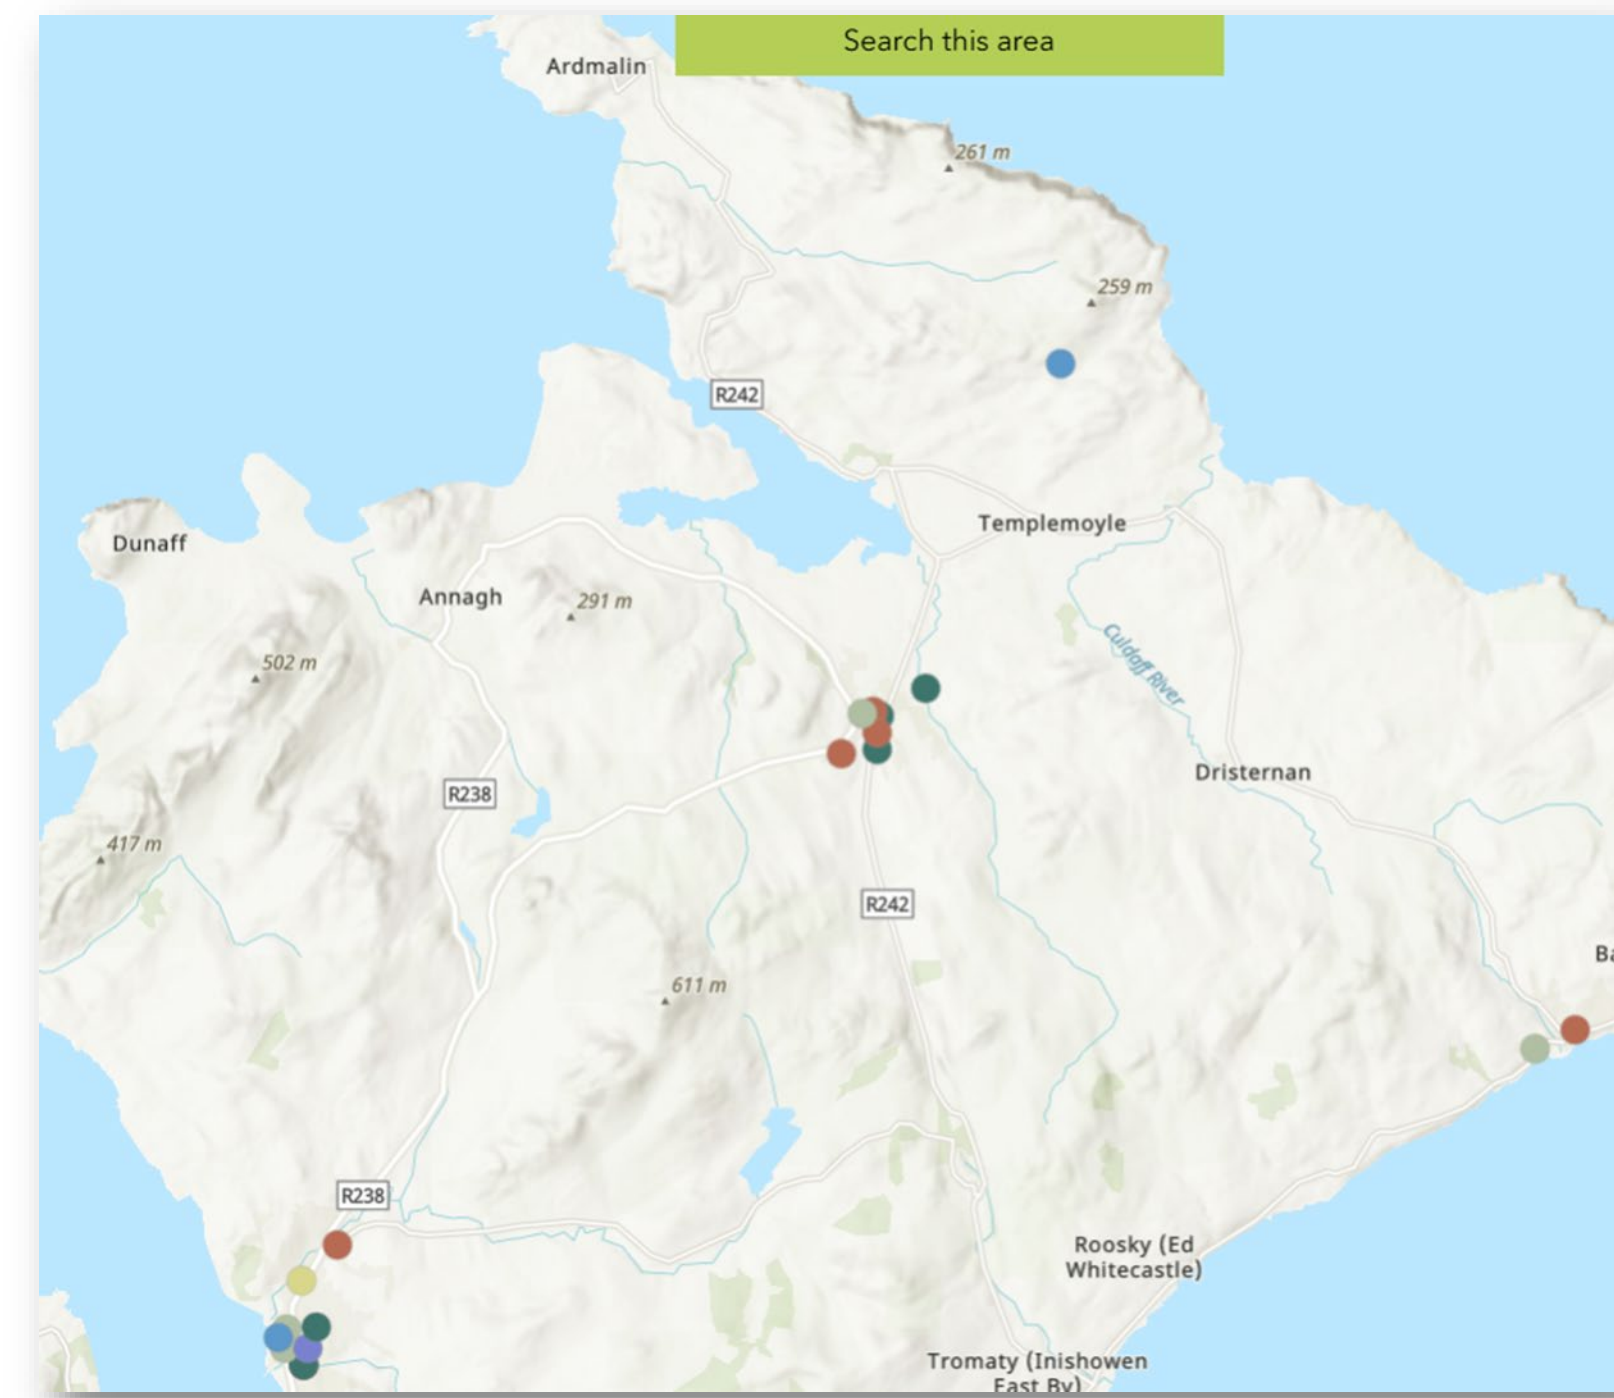 Search this area
Ardmalin
261 m
259 m
R242
Templemoyle
Dunaff
Annagh
291 m
Culdaff River
502 m
Dristernan
R238
417 m
R242
Ba
611 m
R238
Roosky (Ed
Whitecastle)
Tromaty (Inishowen
East By)